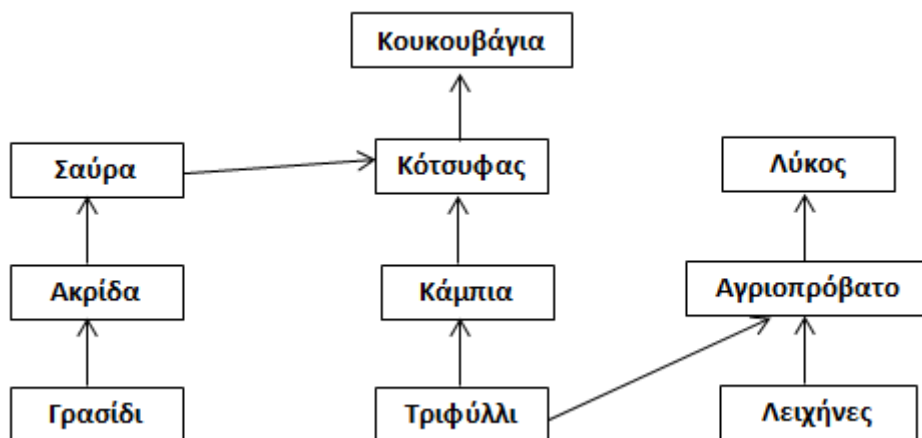 Κουκουβάγια
Σαύρα
Κότσυφας
Λύκος
Ακρίδα
Κάμπια
Αγριοπρόβατο
Γρασίδι
Τριφύλλι
Λειχήνες